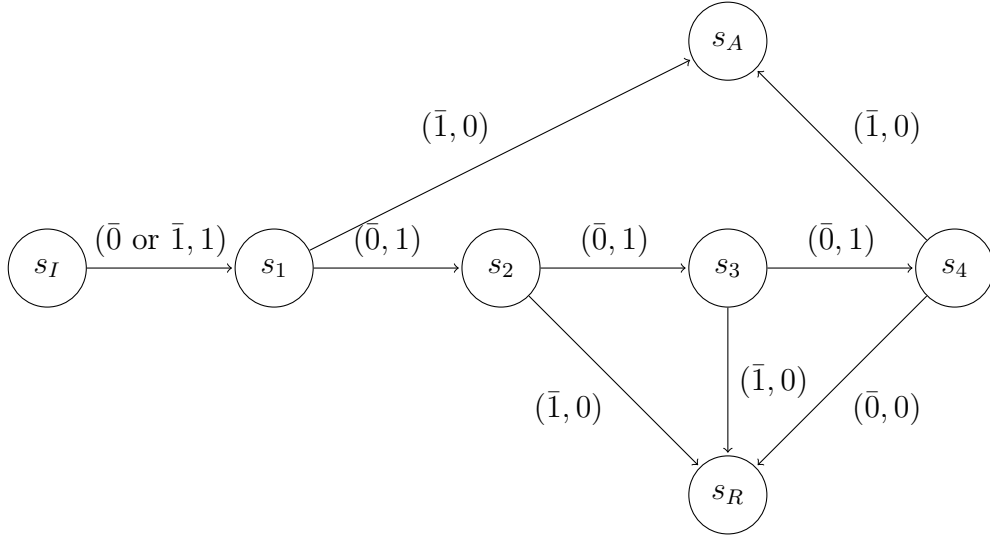 s_A
(1̄, 0) (1̄, 0)
(0̄ or 1̄, 1) (0̄, 1) (0̄, 1) (0̄, 1)
s_I s_1 s_2 s_3 s_4
(1̄, 0) (1̄, 0) (0̄, 0)
s_R